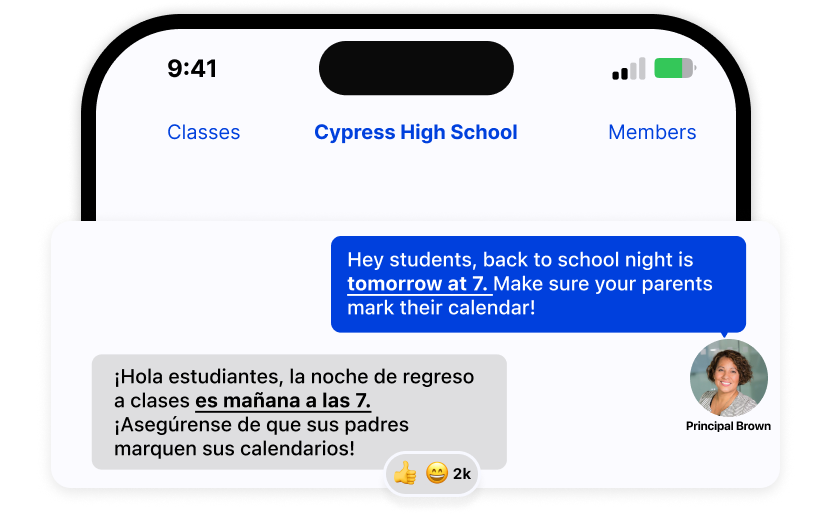 9:41
Classes Cypress High School Members
Hey students, back to school night is
tomorrow at 7. Make sure your parents
mark their calendar!
Principal Brown
¡Hola estudiantes, la noche de regreso
a clases es mañana a las 7.
¡Asegúrense de que sus padres
marquen sus calendarios!
2k